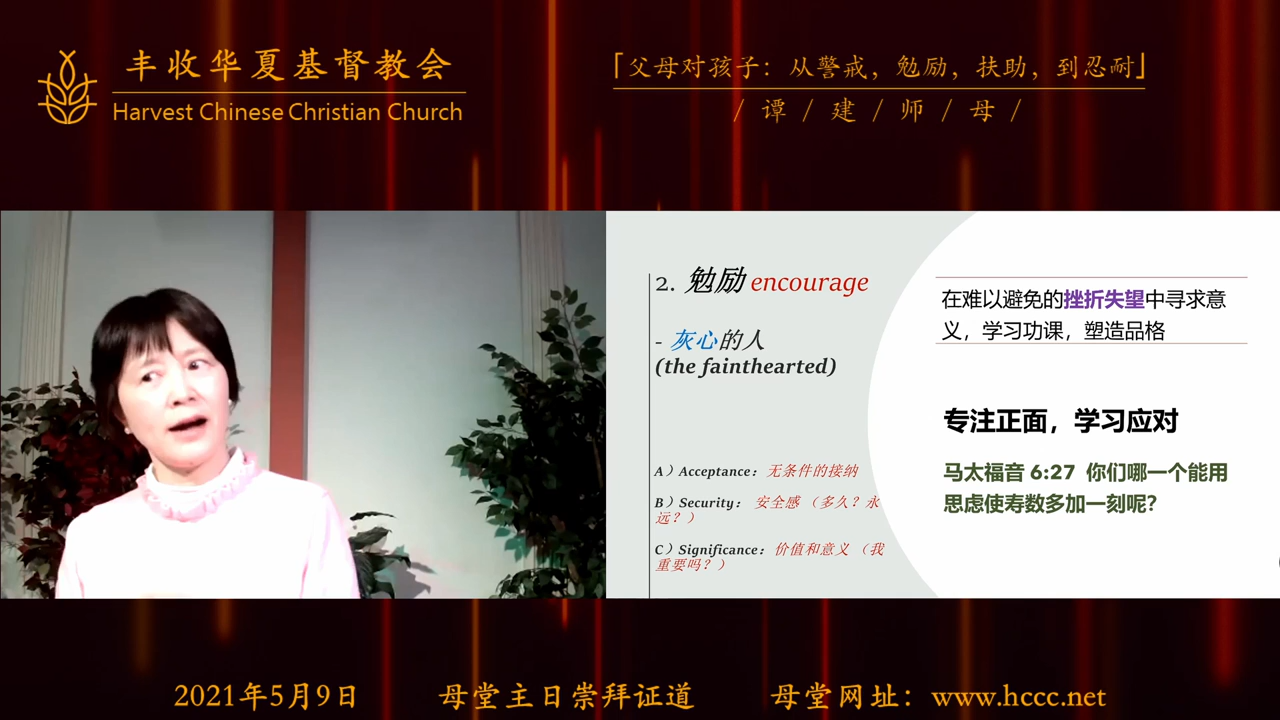 丰收华夏基督教会
Harvest Chinese Christian Church
「父母对孩子：从警戒，勉励，扶助，到忍耐」
/ 谭 / 建 / 师 / 母 /
2. 勉励 encourage
- 灰心的人
(the fainthearted)
A）Acceptance：无条件的接纳
B）Security： 安全感 （多久？永
远？）
C）Significance：价值和意义 （我
重要吗？）
在难以避免的挫折失望中寻求意
义，学习功课，塑造品格
专注正面，学习应对
马太福音 6:27 你们哪一个能用
思虑使寿数多加一刻呢？
2021年5月9日 母堂主日崇拜证道 母堂网址：www.hccc.net